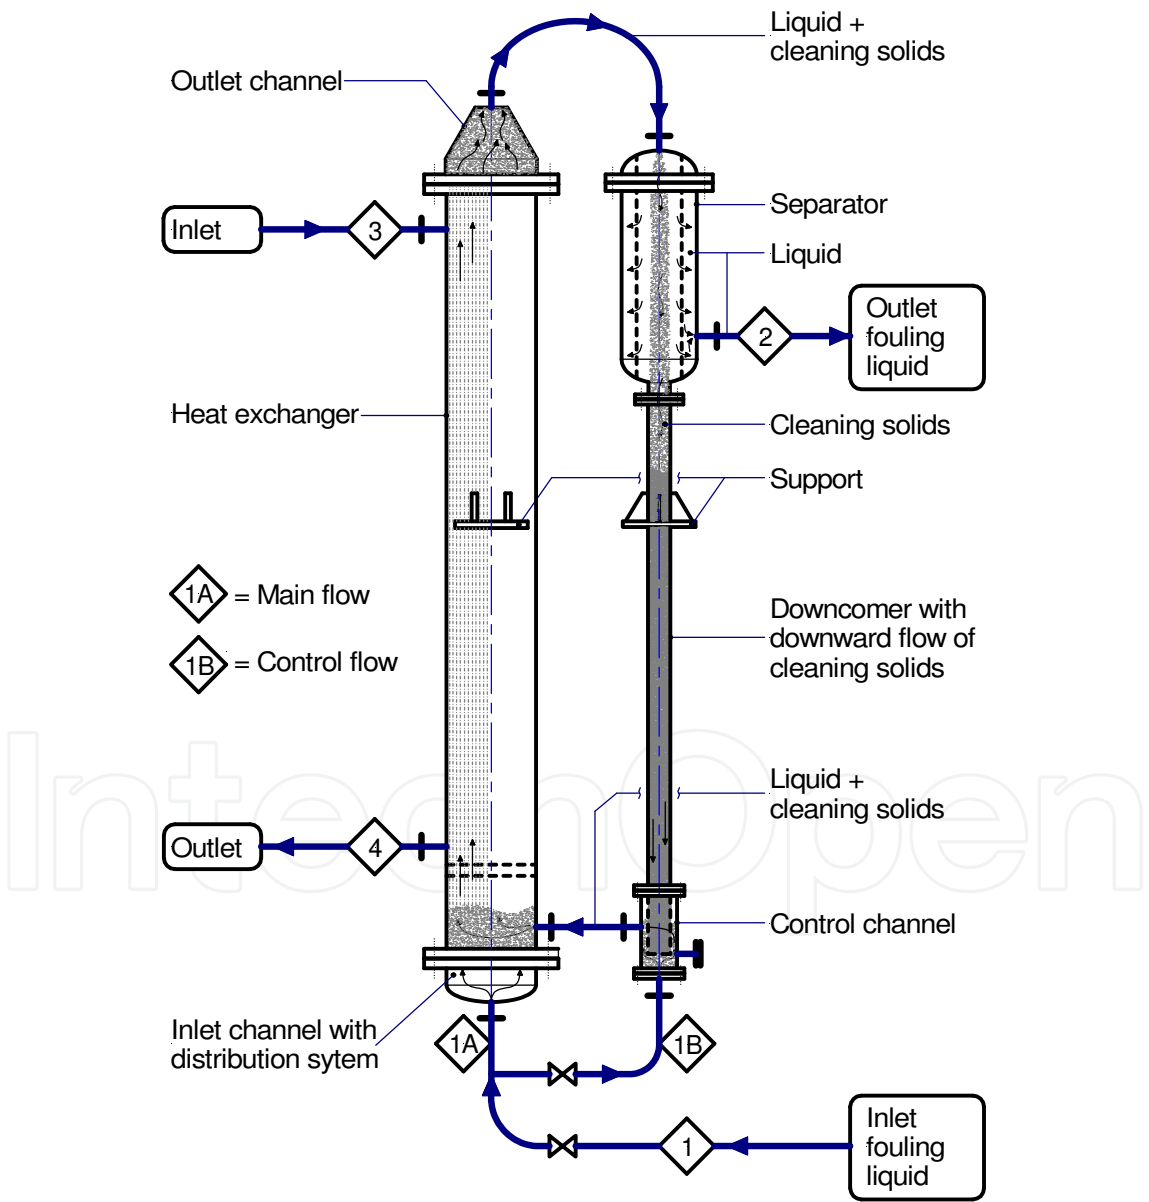 Liquid +
cleaning solids
Outlet channel
Separator
Inlet
3
Liquid
2
Outlet
fouling
liquid
Heat exchanger
Cleaning solids
Support
1A = Main flow
1B = Control flow
Downcomer with
downward flow of
cleaning solids
IntechOpen
Liquid +
cleaning solids
Outlet
4
Control channel
Inlet channel with
distribution sytem
1A
1B
1
Inlet
fouling
liquid